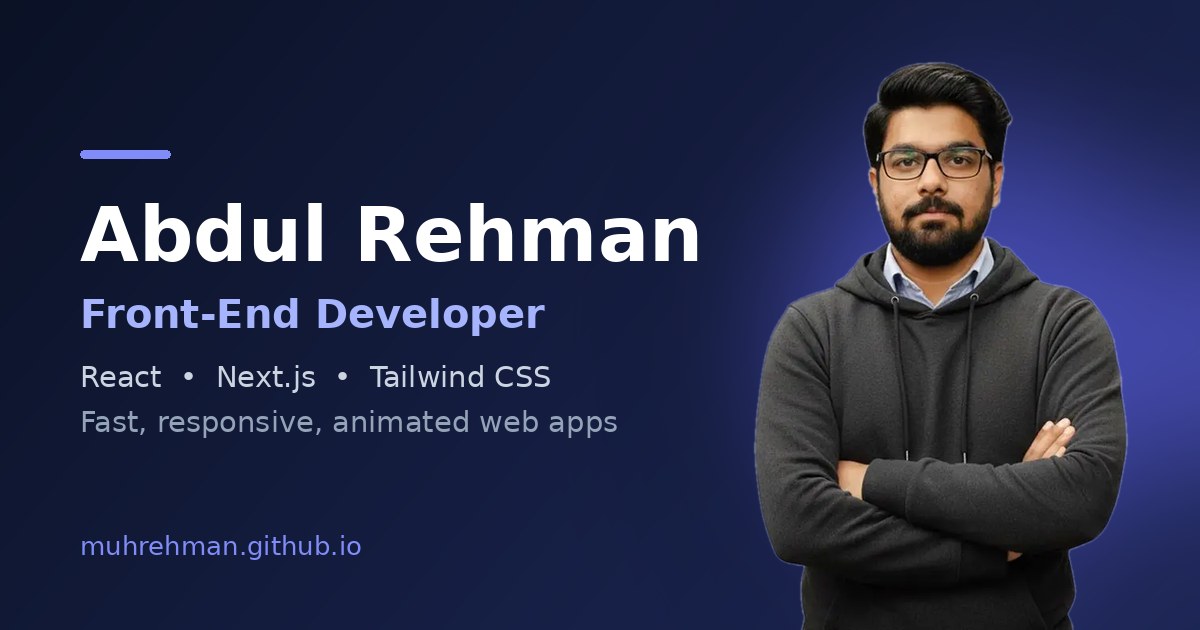 Abdul Rehman
Front-End Developer
React • Next.js • Tailwind CSS
Fast, responsive, animated web apps
muhrehman.github.io